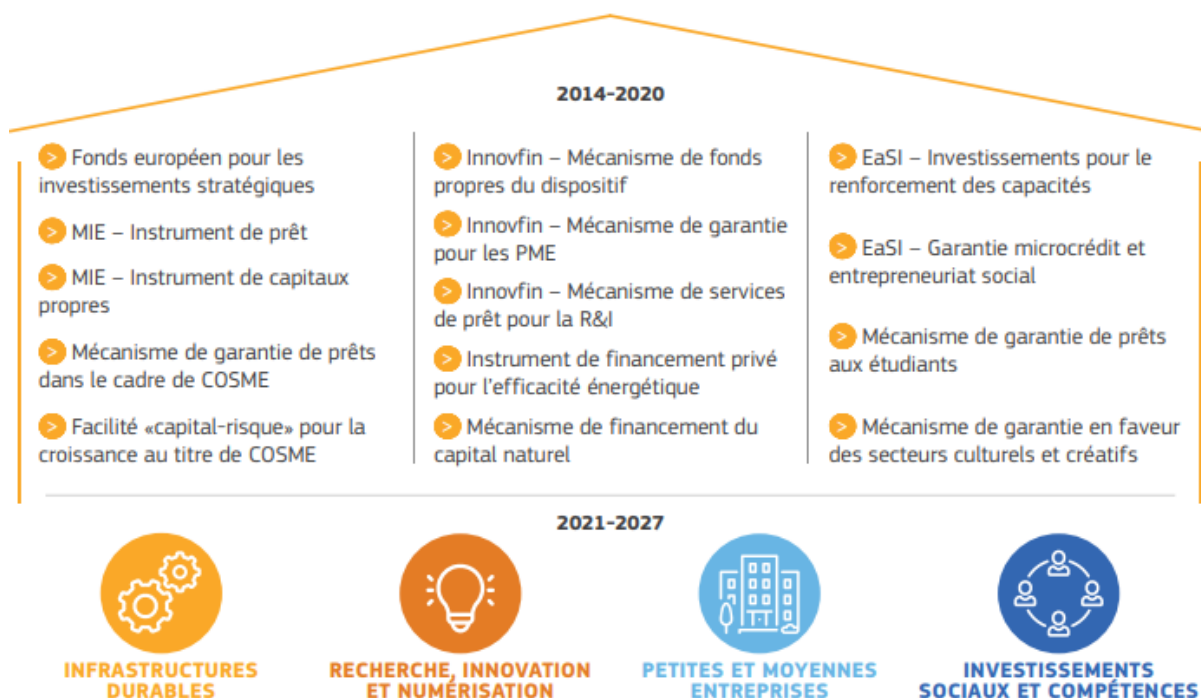 2014-2020
> Fonds européen pour les
investissements stratégiques
> MIE – Instrument de prêt
> MIE – Instrument de capitaux
propres
> Mécanisme de garantie de prêts
dans le cadre de COSME
> Facilité «capital-risque» pour la
croissance au titre de COSME
> Innovfin – Mécanisme de fonds
propres du dispositif
> Innovfin – Mécanisme de garantie
pour les PME
> Innovfin – Mécanisme de services
de prêt pour la R&I
> Instrument de financement privé
pour l'efficacité énergétique
> Mécanisme de financement du
capital naturel
> EaSI – Investissements pour le
renforcement des capacités
> EaSI – Garantie microcrédit et
entrepreneuriat social
> Mécanisme de garantie de prêts
aux étudiants
> Mécanisme de garantie en faveur
des secteurs culturels et créatifs
2021-2027
INFRASTRUCTURES
DURABLES
RECHERCHE, INNOVATION
ET NUMÉRISATION
PETITES ET MOYENNES
ENTREPRISES
INVESTISSEMENTS
SOCIAUX ET COMPÉTENCES